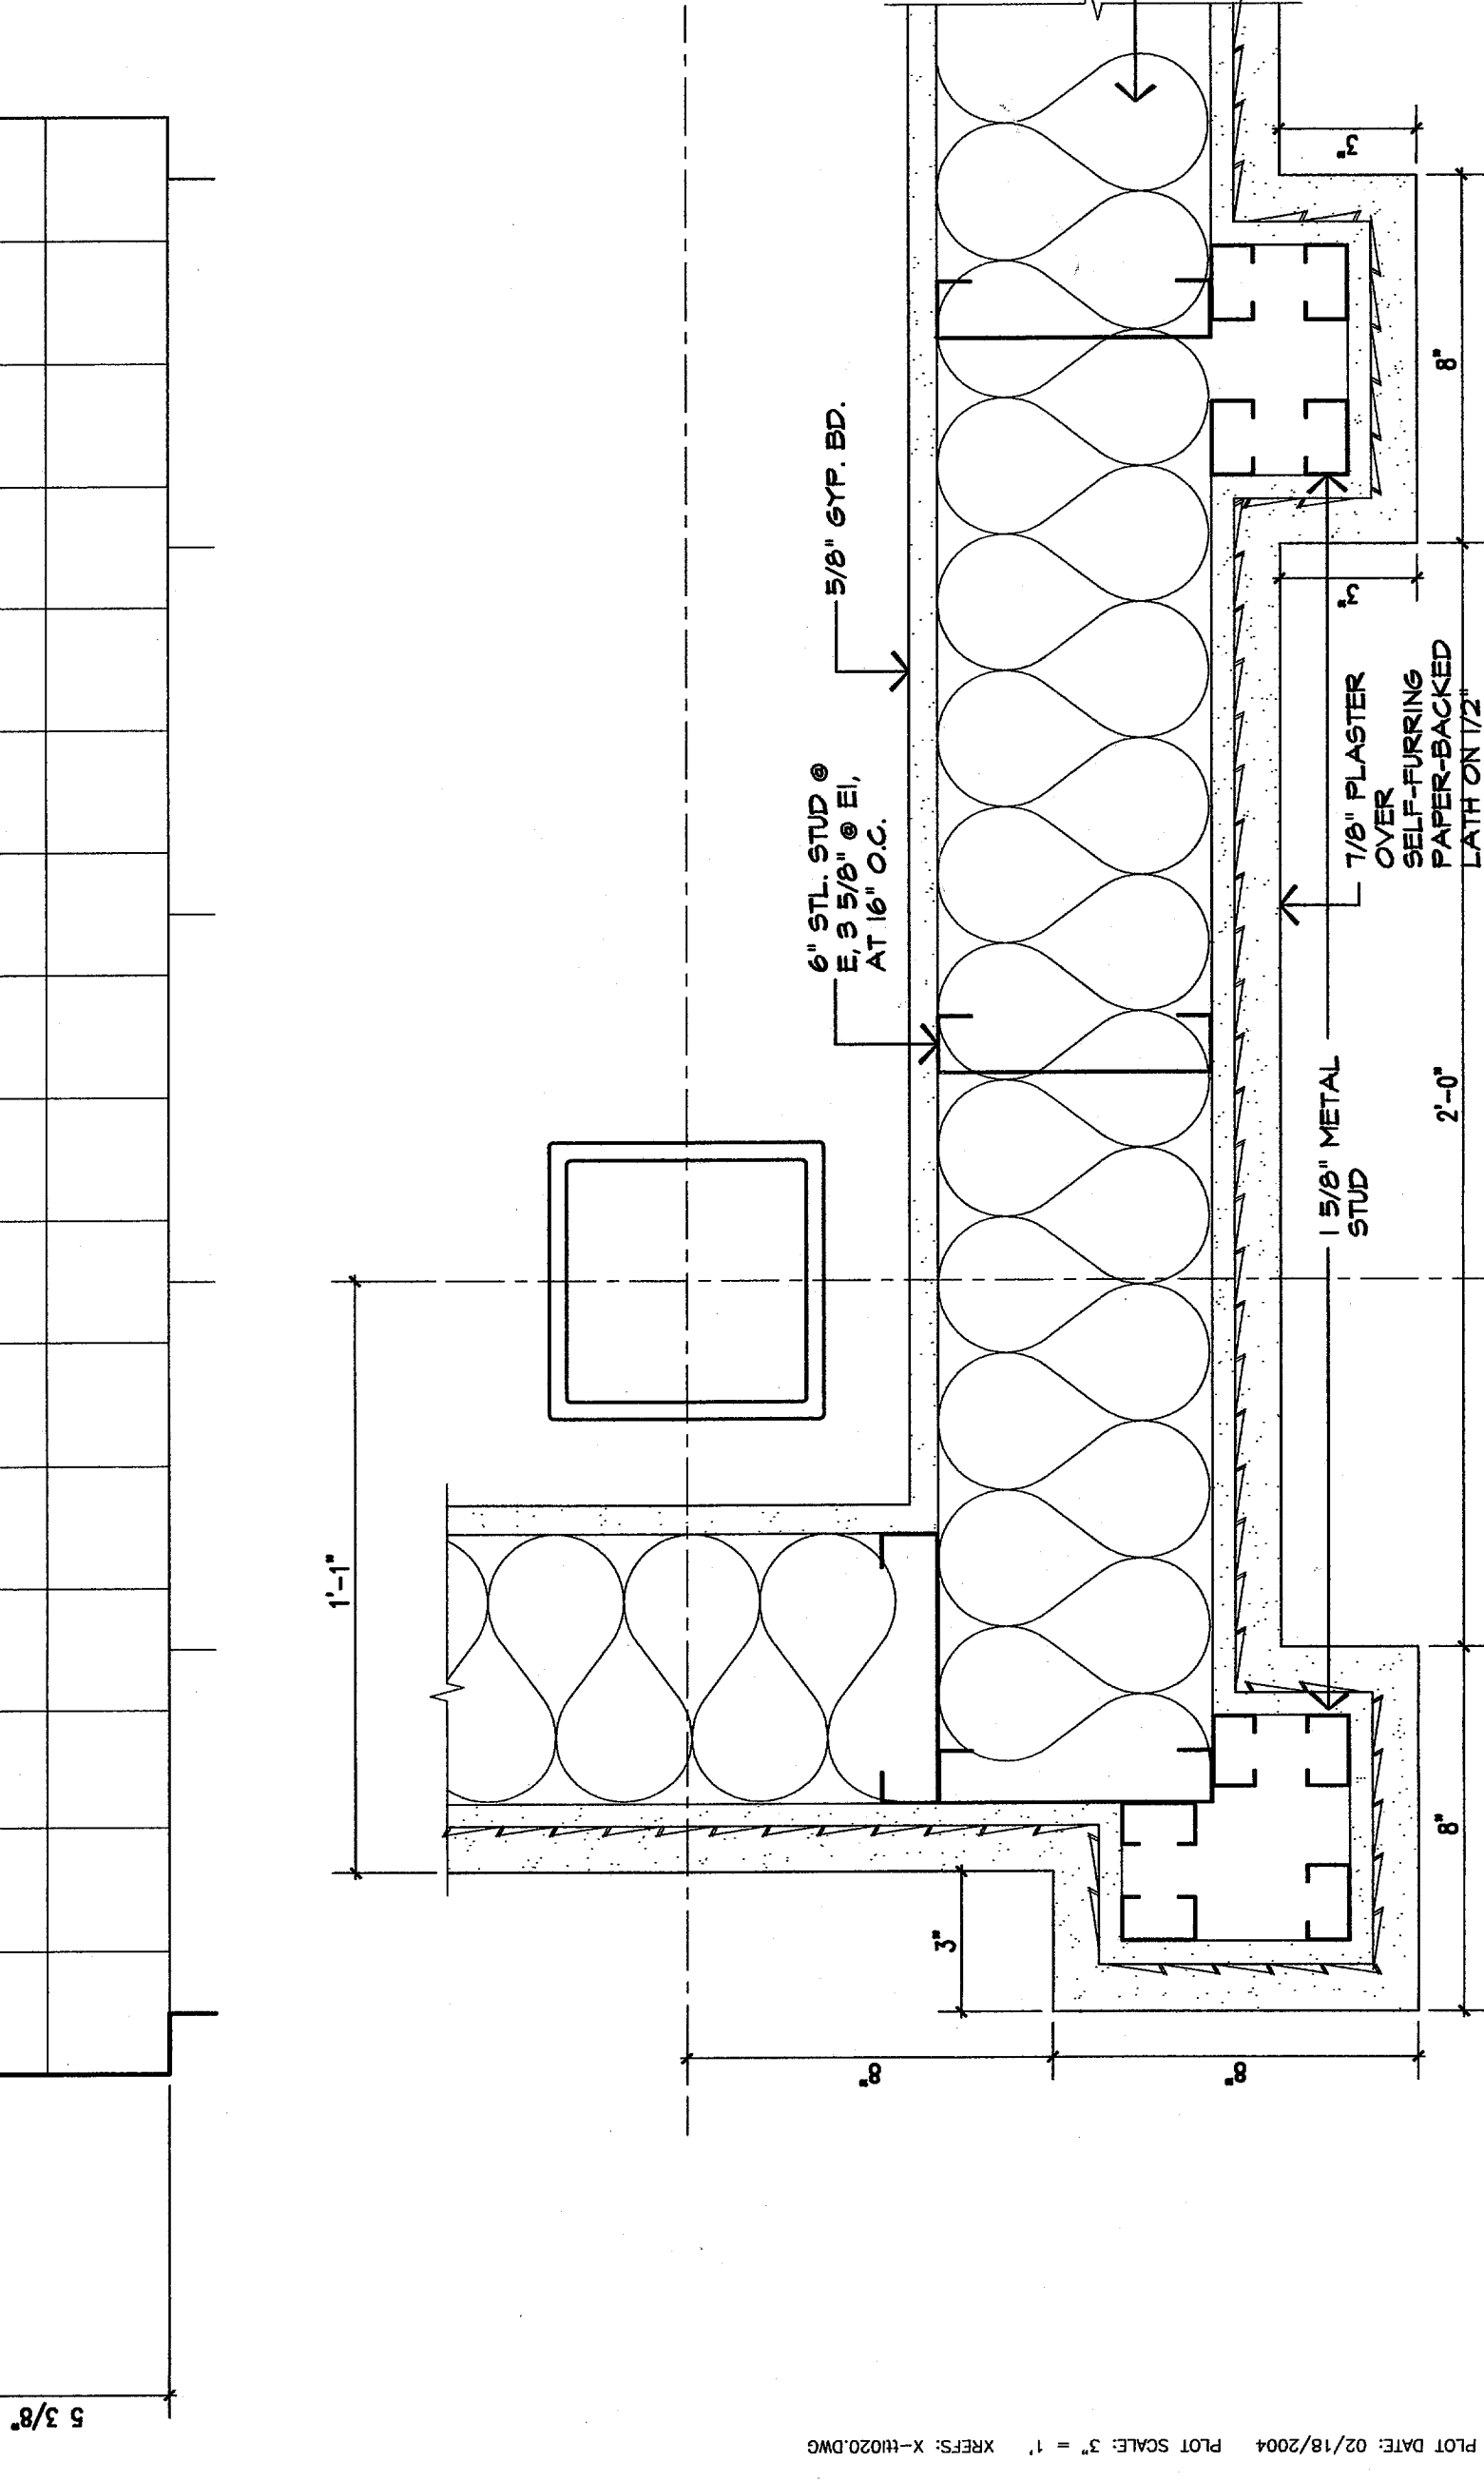 5/8" GYP. BD.
6" STL. STUD @
E, 3 5/8" @ EI,
AT 16" O.C.
1'-1"
3"
3"
3"
8"
8"
8"
2'-0"
8"
7/8" PLASTER
OVER
SELF-FURRING
PAPER-BACKED
LATH ON 1/2"
1 5/8" METAL
STUD
5 3/8"
PLOT DATE: 02/18/2004 PLOT SCALE: 3" = 1' XREFS: X-ttl020.DWG